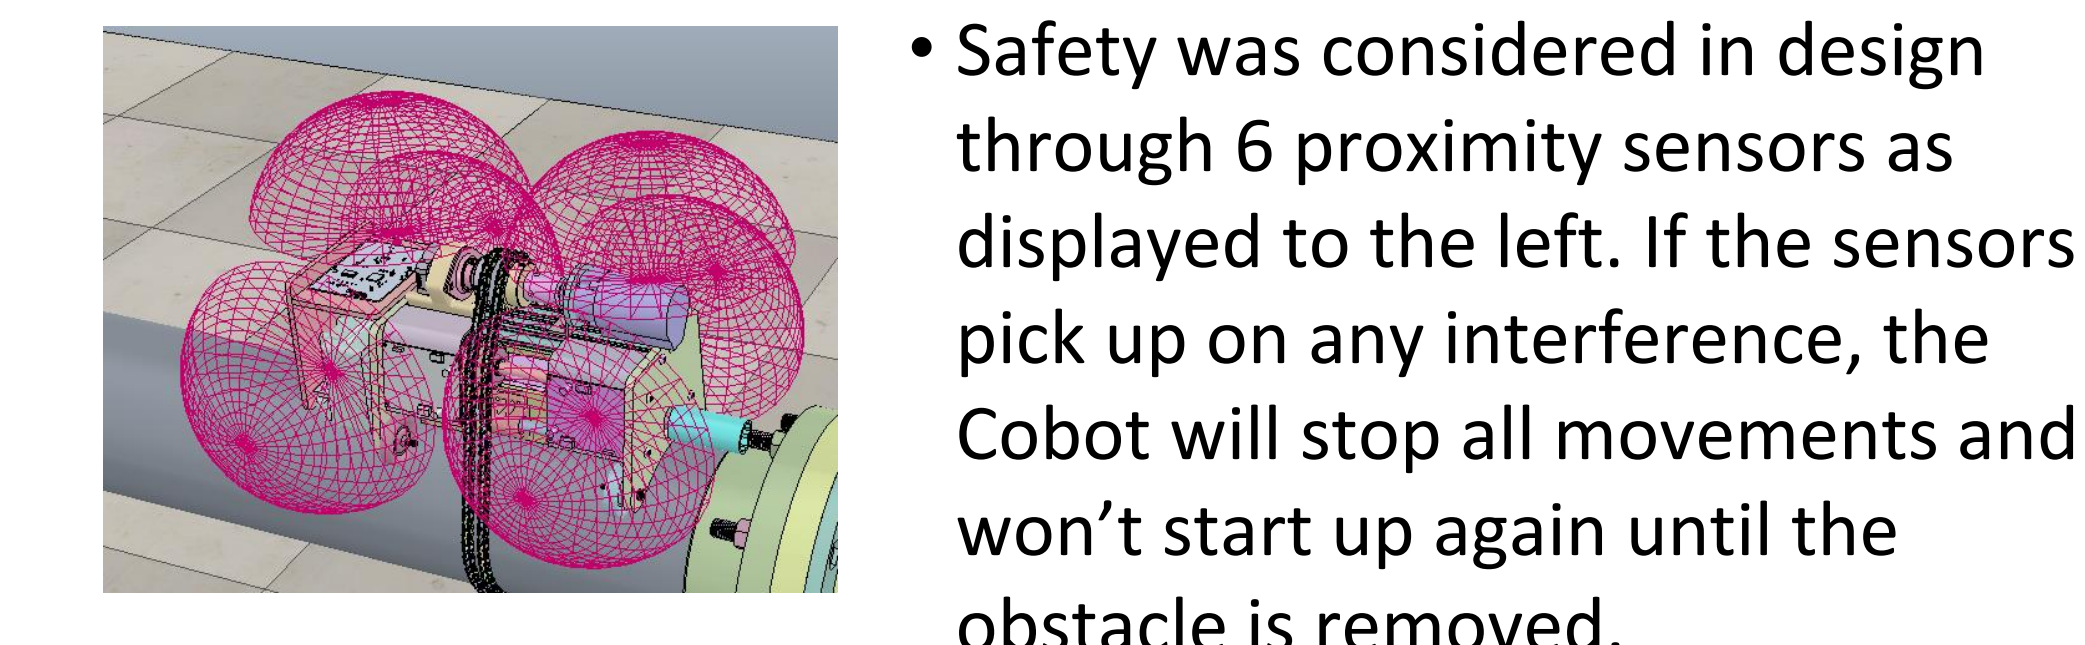 • Safety was considered in design
through 6 proximity sensors as
displayed to the left. If the sensors
pick up on any interference, the
Cobot will stop all movements and
won’t start up again until the
obstacle is removed.